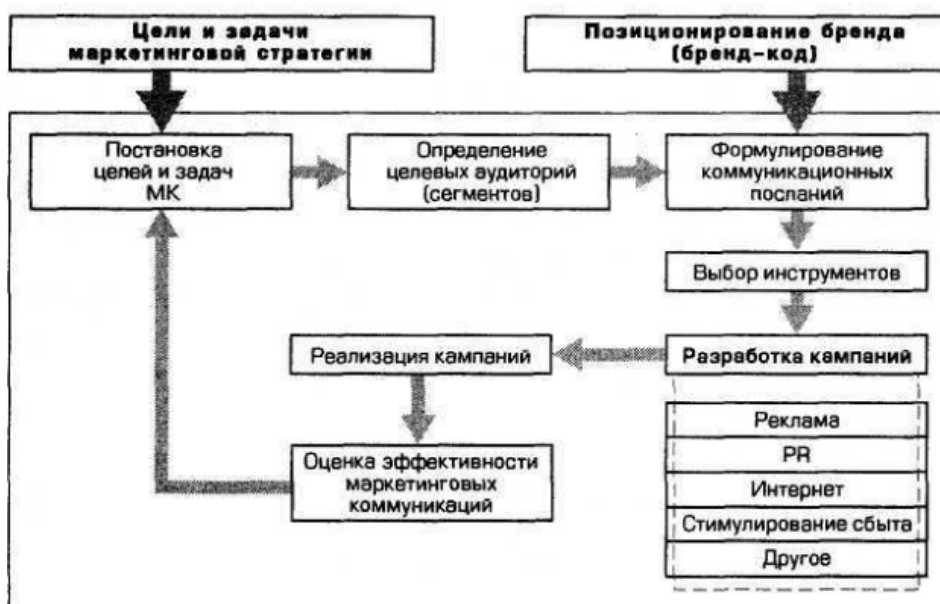 Цели и задачи
маркетинговой стратегии
Позиционирование бренда
(бренд-код)
Постановка
целей и задач
МК
Определение
целевых аудиторий
(сегментов)
Формулирование
коммуникационных
посланий
Выбор инструментов
Реализация кампаний
Разработка кампаний
Реклама
PR
Интернет
Стимулирование сбыта
Другое
Оценка эффективности
маркетинговых
коммуникаций